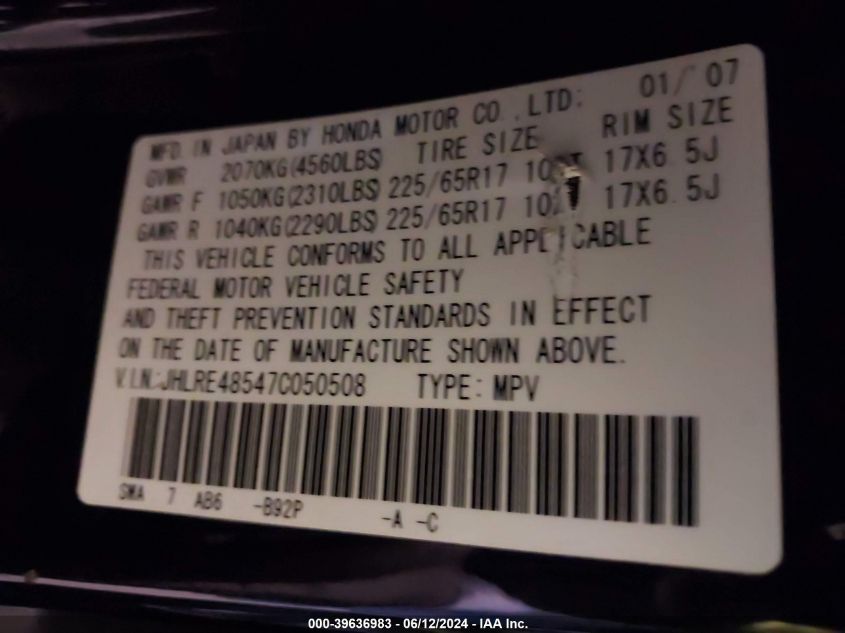 MFD. IN JAPAN BY HONDA MOTOR CO.,LTD: 01/ 07
GVWR 2070KG(4560LBS) TIRE SIZE RIM SIZE
GAWR F 1050KG(2310LBS) 225/65R17 17X6.5J
GAWR R 1040KG(2290LBS) 225/65R17 17X6.5J
THIS VEHICLE CONFORMS TO ALL APPLICABLE
FEDERAL MOTOR VEHICLE SAFETY
AND THEFT PREVENTION STANDARDS IN EFFECT
ON THE DATE OF MANUFACTURE SHOWN ABOVE.
V.I.N.:JHLRE48547C050508 TYPE: MPV
SWA 7 AB6 -B92P -A -C
000-39636983 - 06/12/2024 - IAA Inc.